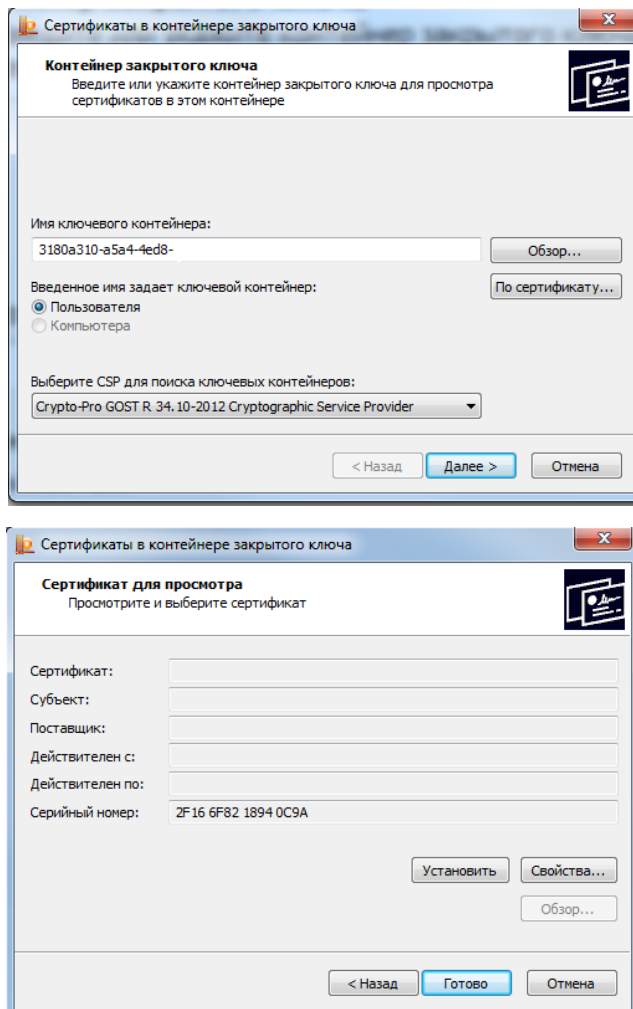 Сертификаты в контейнере закрытого ключа
Контейнер закрытого ключа
Введите или укажите контейнер закрытого ключа для просмотра
сертификатов в этом контейнере
Имя ключевого контейнера:
3180a310-a5a4-4ed8-
Обзор...
Введенное имя задает ключевой контейнер:
По сертификату...
Пользователя
Компьютера
Выберите CSP для поиска ключевых контейнеров:
Crypto-Pro GOST R 34.10-2012 Cryptographic Service Provider
< Назад
Далее >
Отмена
Сертификаты в контейнере закрытого ключа
Сертификат для просмотра
Просмотрите и выберите сертификат
Сертификат:
Субъект:
Поставщик:
Действителен с:
Действителен по:
Серийный номер:
2F16 6F82 1894 0C9A
Установить
Свойства...
Обзор...
< Назад
Готово
Отмена